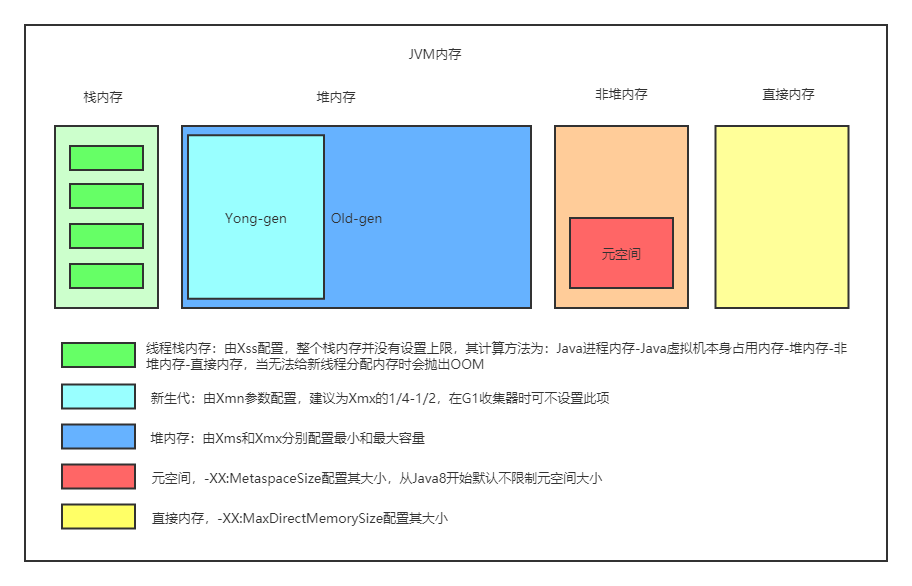 JVM内存
栈内存
堆内存
非堆内存
直接内存
Yong-gen
Old-gen
元空间
线程栈内存：由Xss配置，整个栈内存并没有设置上限，其计算方法为：Java进程内存-Java虚拟机本身占用内存-堆内存-非
堆内存-直接内存，当无法给新线程分配内存时会抛出OOM
新生代：由Xmn参数配置，建议为Xmx的1/4-1/2，在G1收集器时可不设置此项
堆内存：由Xms和Xmx分别配置最小和最大容量
元空间，-XX:MetaspaceSize配置其大小，从Java8开始默认不限制元空间大小
直接内存，-XX:MaxDirectMemorySize配置其大小